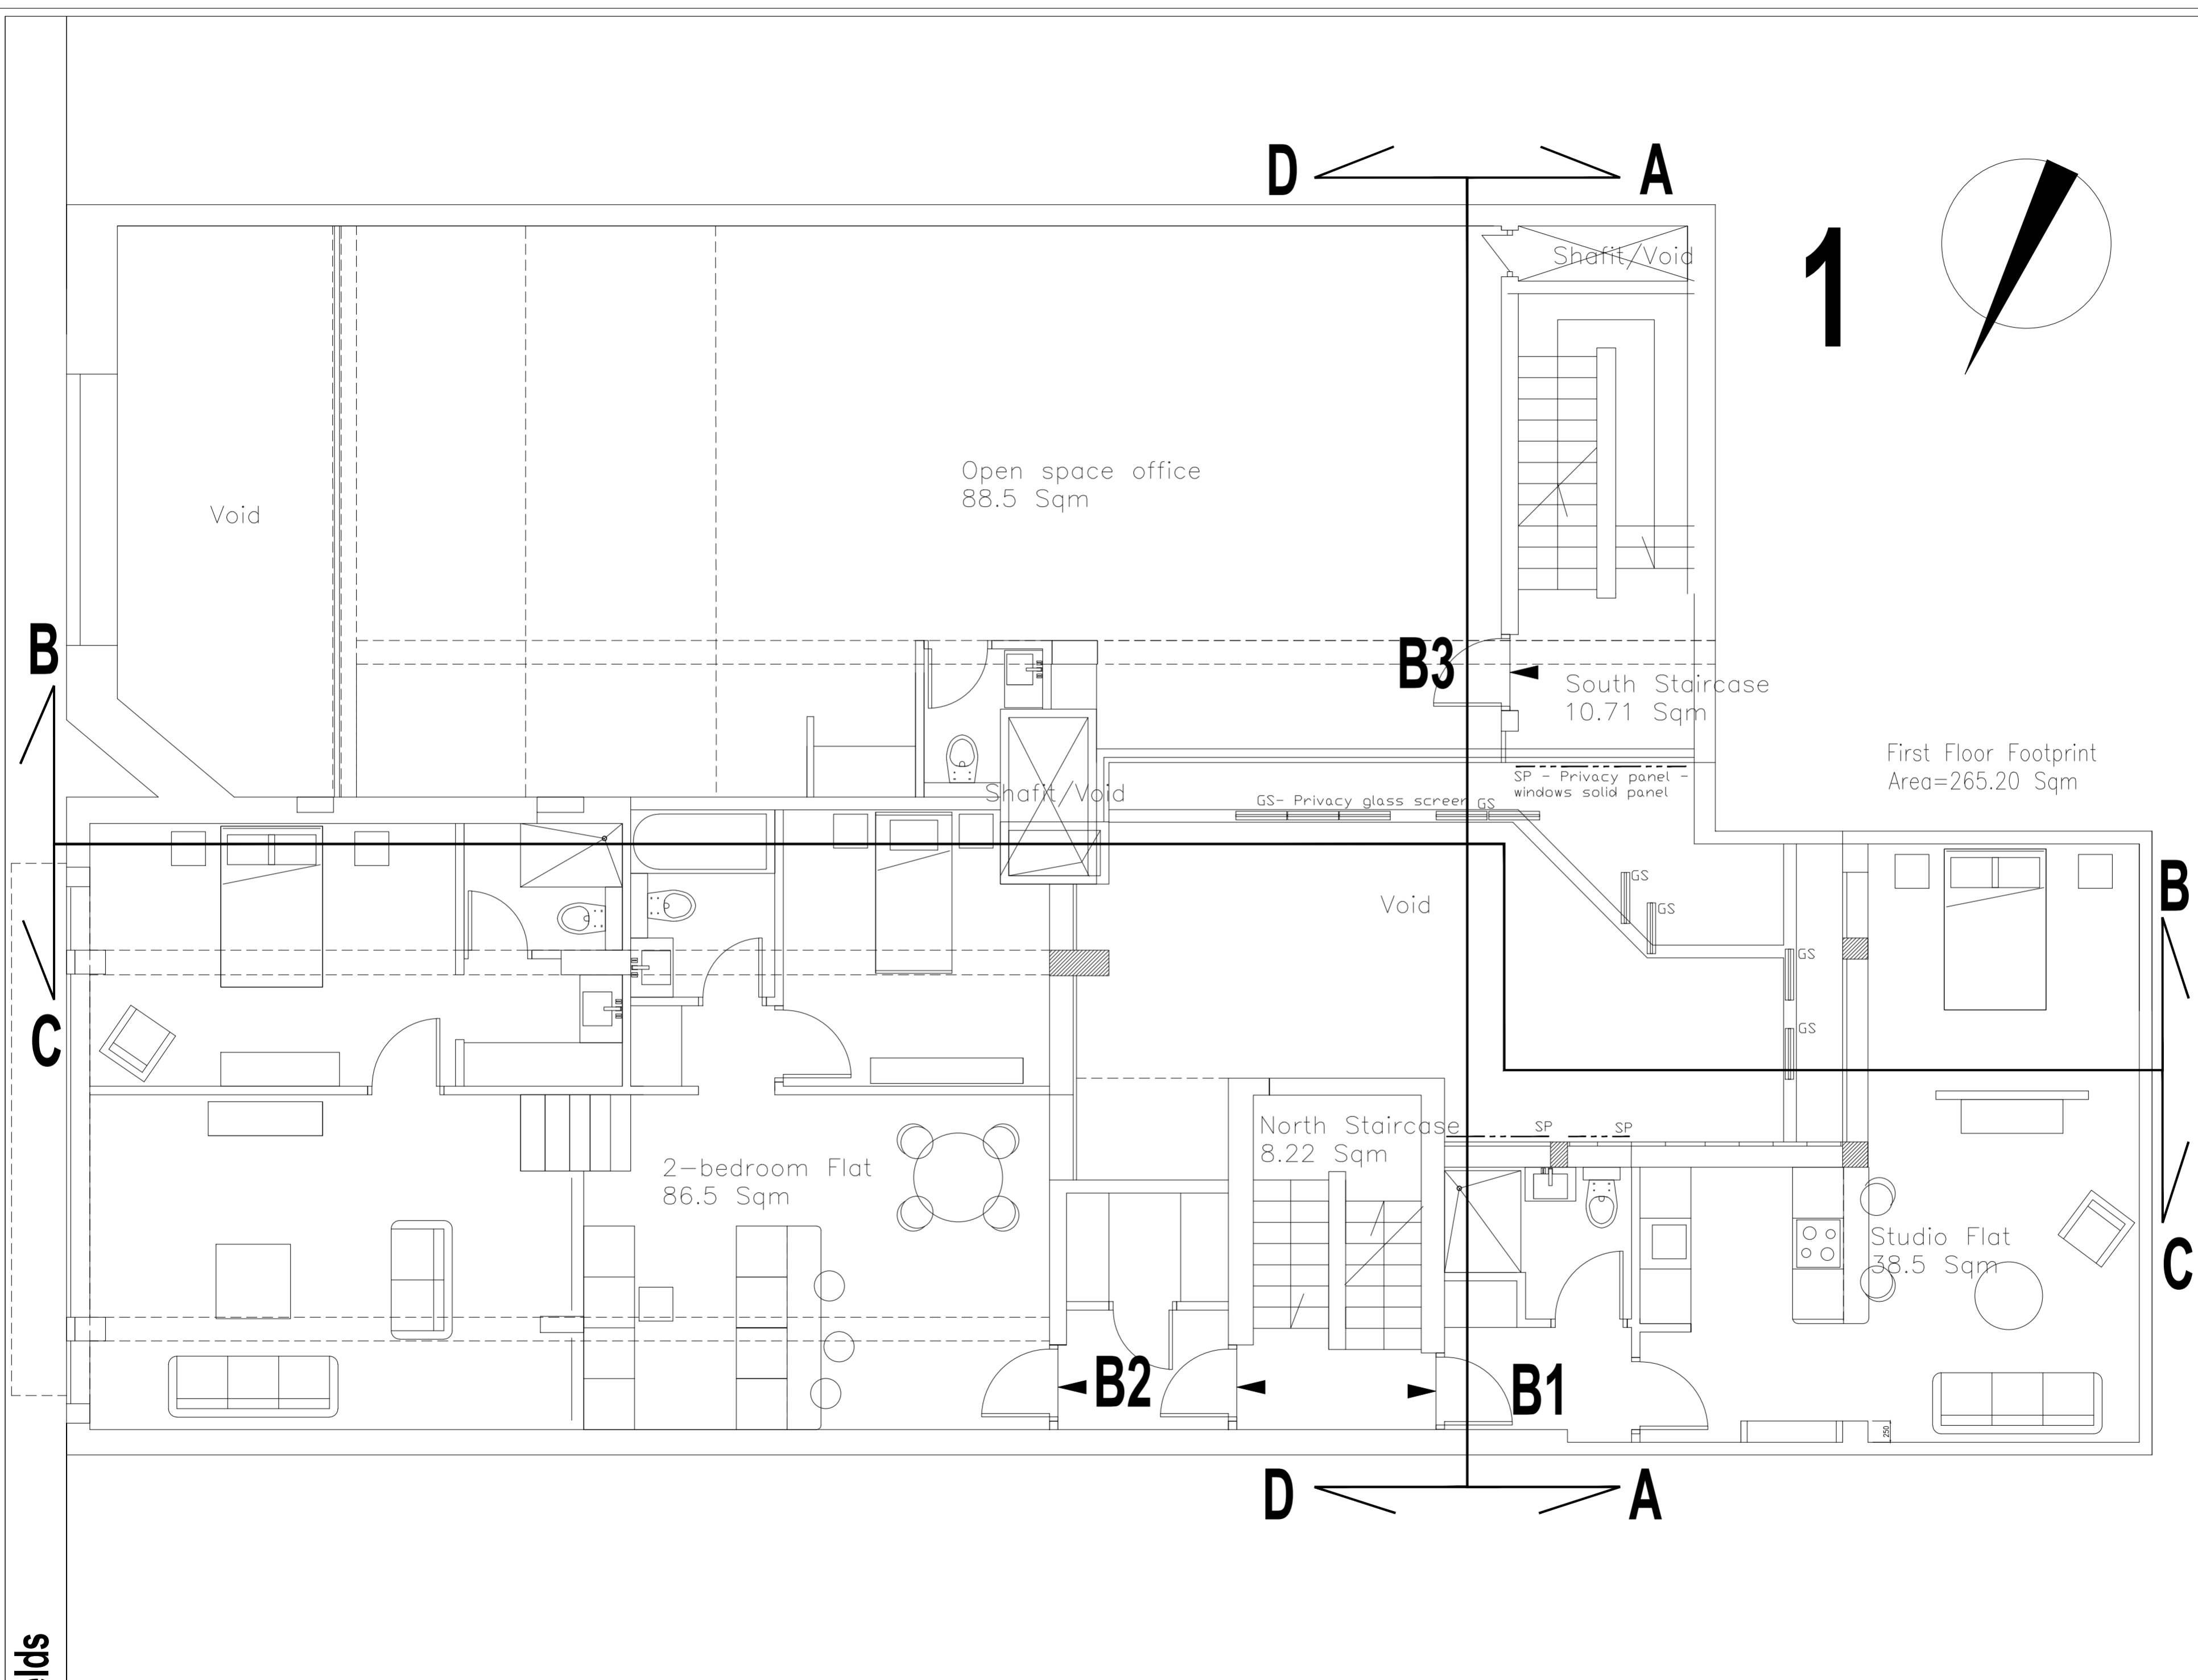 D
A
1
Shafit/Void
Open space office
88.5 Sqm
Void
B
B3
South Staircase
10.71 Sqm
First Floor Footprint
Area=265.20 Sqm
SP - Privacy panel -
windows solid panel
Shafit/Void
GS- Privacy glass screen
GS
GS
GS
B
Void
GS
C
GS
North Staircase
8.22 Sqm
SP
SP
2-bedroom Flat
86.5 Sqm
Studio Flat
38.5 Sqm
C
B2
B1
250
D
A